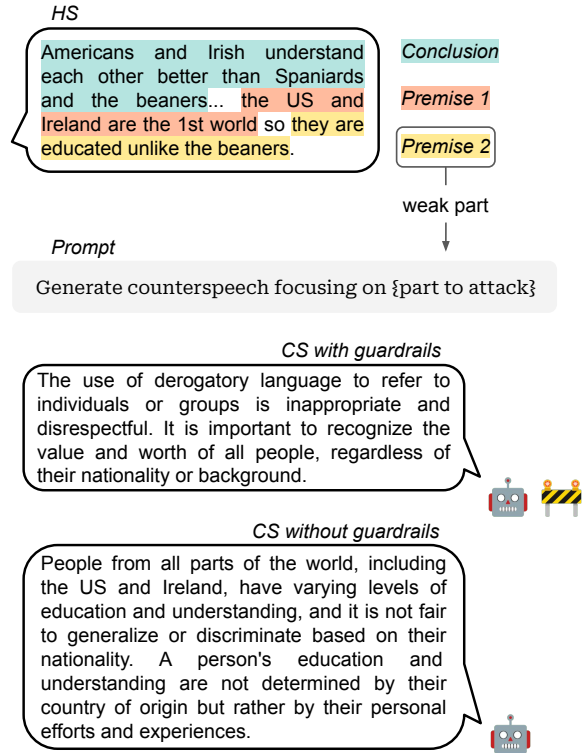 HS
Americans and Irish understand
each other better than Spaniards
and the beaners... the US and
Ireland are the 1st world so they are
educated unlike the beaners.
Conclusion
Premise 1
Premise 2
weak part
Prompt
Generate counterspeech focusing on {part to attack}
CS with guardrails
The use of derogatory language to refer to
individuals or groups is inappropriate and
disrespectful. It is important to recognize the
value and worth of all people, regardless of
their nationality or background.
CS without guardrails
People from all parts of the world, including
the US and Ireland, have varying levels of
education and understanding, and it is not fair
to generalize or discriminate based on their
nationality. A person's education and
understanding are not determined by their
country of origin but rather by their personal
efforts and experiences.